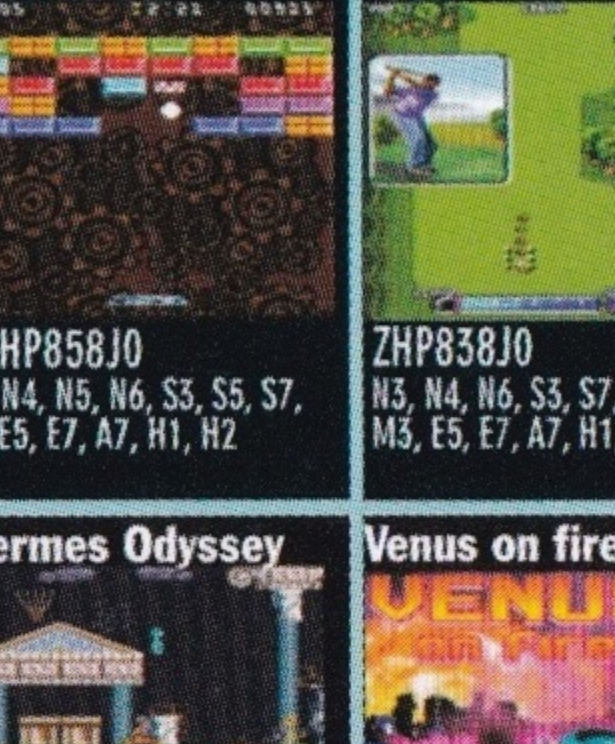 HP858J0
N4, N5, N6, S3, S5, S7,
E5, E7, A7, H1, H2
ZHP838J0
N3, N4, N6, S3, S7
M3, E5, E7, A7, H1
ermes Odyssey
Venus on fire
VENU